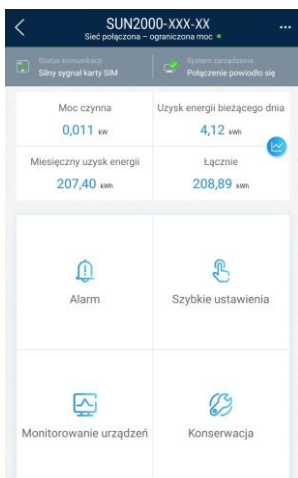 SUN2000-XXX-XX
Sieć połączona – ograniczona moc
Status komunikacji
Silny sygnał karty SIM
System zarządzania
Połączenie powiodło się
Moc czynna
0,011 kW
Uzysk energii bieżącego dnia
4,12 kWh
Miesięczny uzysk energii
207,40 kWh
Łącznie
208,89 kWh
Alarm
Szybkie ustawienia
Monitorowanie urządzeń
Konserwacja